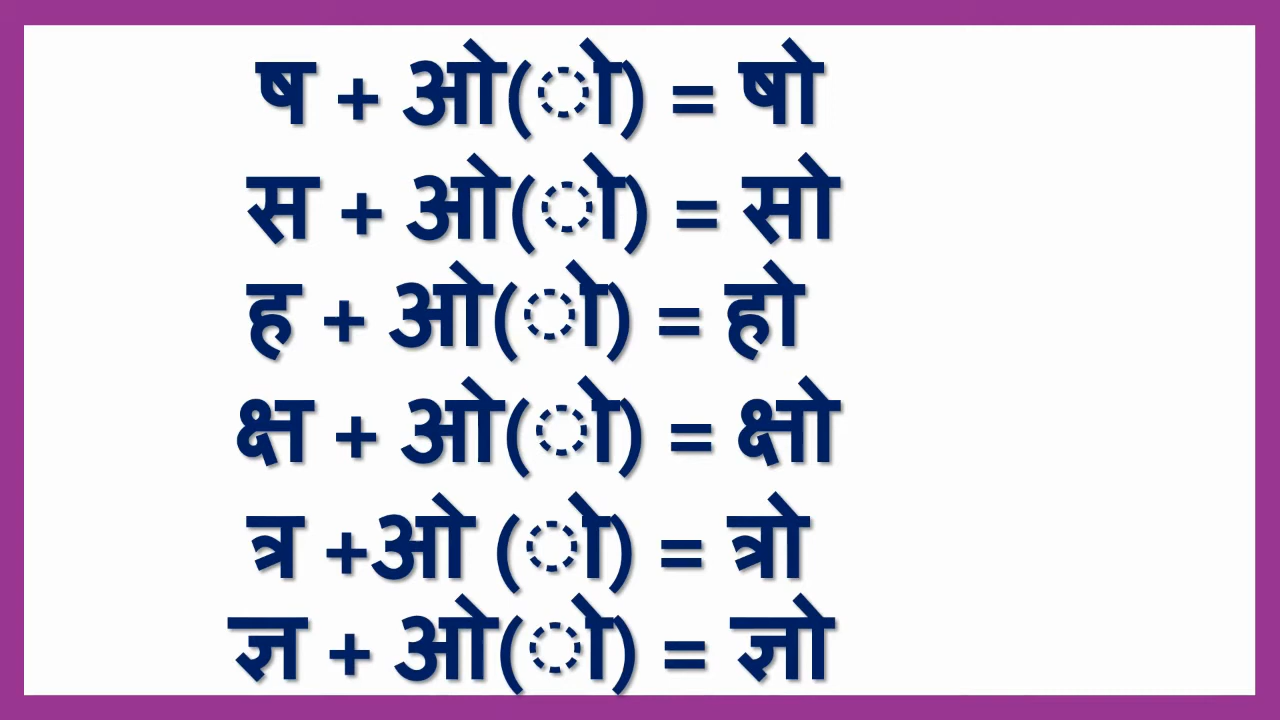 ष + ओ(ो) = षो
स + ओ(ो) = सो
ह + ओ(ो) = हो
क्ष + ओ(ो) = क्षो
त्र +ओ (ो) = त्रो
ज्ञ + ओ(ो) = ज्ञो